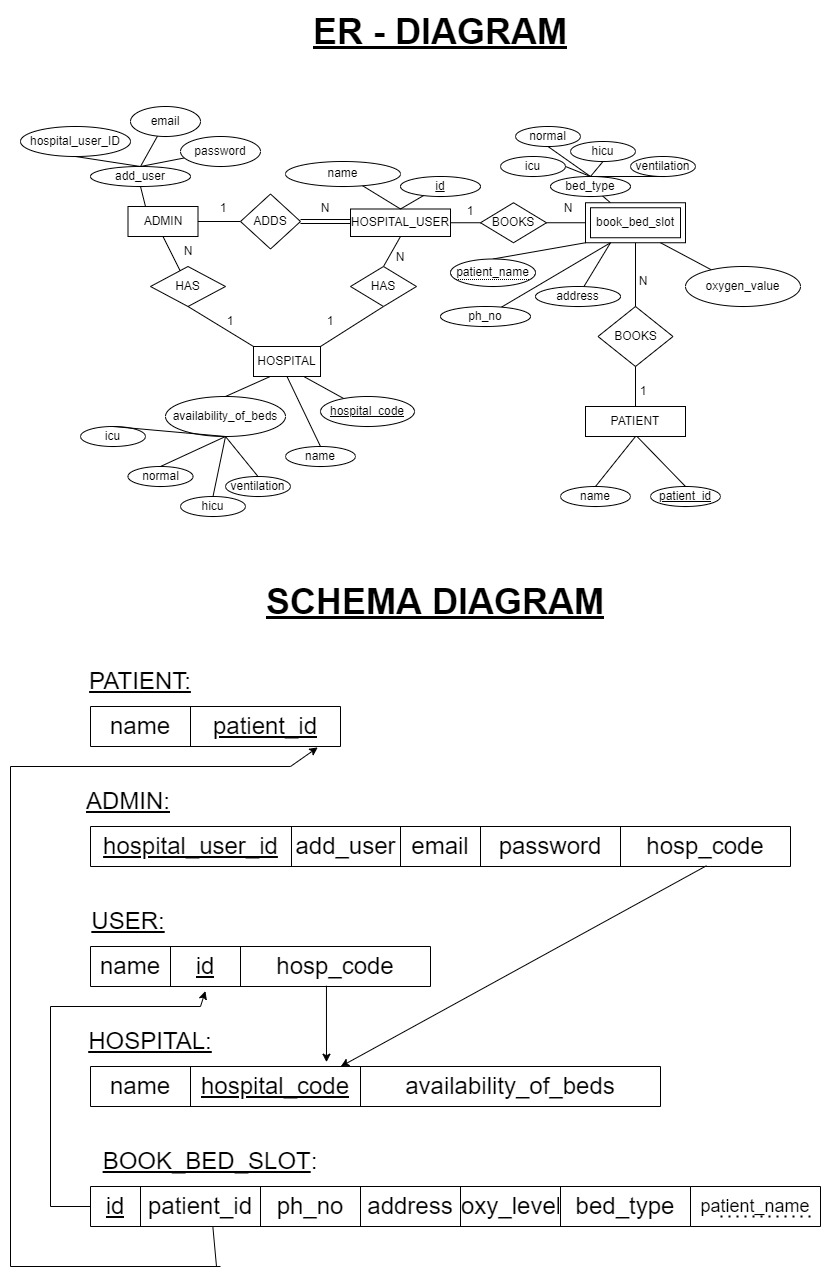 ER - DIAGRAM
email
hospital_user_ID
password
add_user
normal
hicu
icu
ventilation
bed_type
name
id
ADMIN
1
ADDS
N
HOSPITAL_USER
1
BOOKS
N
book_bed_slot
N
HAS
1
N
HAS
1
patient_name
ph_no
address
oxygen_value
N
BOOKS
1
HOSPITAL
availability_of_beds
hospital_code
name
icu
normal
hicu
ventilation
PATIENT
name
patient_id
SCHEMA DIAGRAM
PATIENT:
name patient_id
ADMIN:
hospital_user_id add_user email password hosp_code
USER:
name id hosp_code
HOSPITAL:
name hospital_code availability_of_beds
BOOK_BED_SLOT:
id patient_id ph_no address oxy_level bed_type patient_name